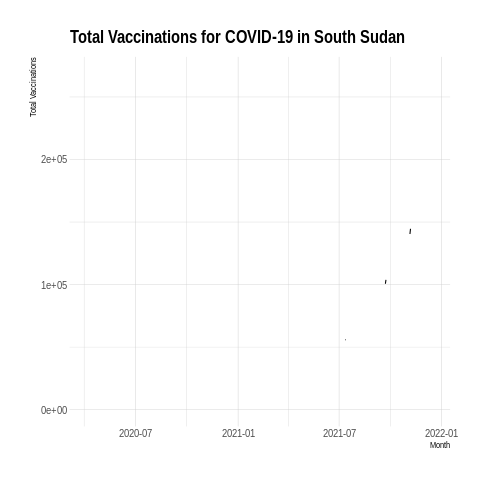 Total Vaccinations for COVID-19 in South Sudan
Total Vaccinations
2e+05
1e+05
0e+00
2020-07
2021-01
2021-07
2022-01
Month